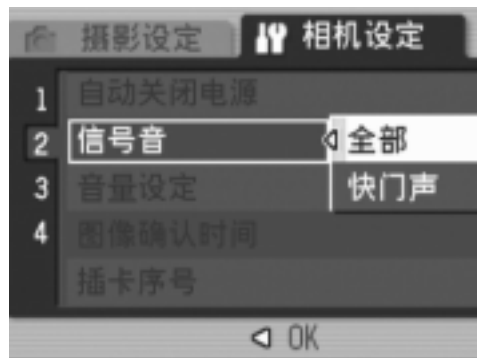 摄影设定 相机设定
1 自动关闭电源
2 信号音 全部
3 音量设定 快门声
4 图像确认时间
插卡序号
OK